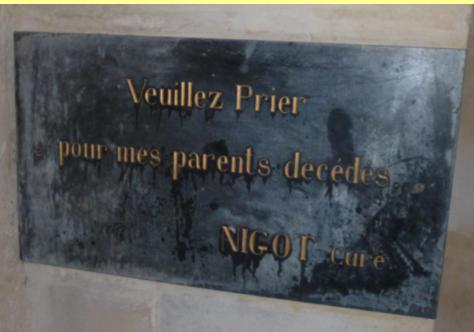 Veuillez Prier
pour mes parents decédés.
NIGOT curé.